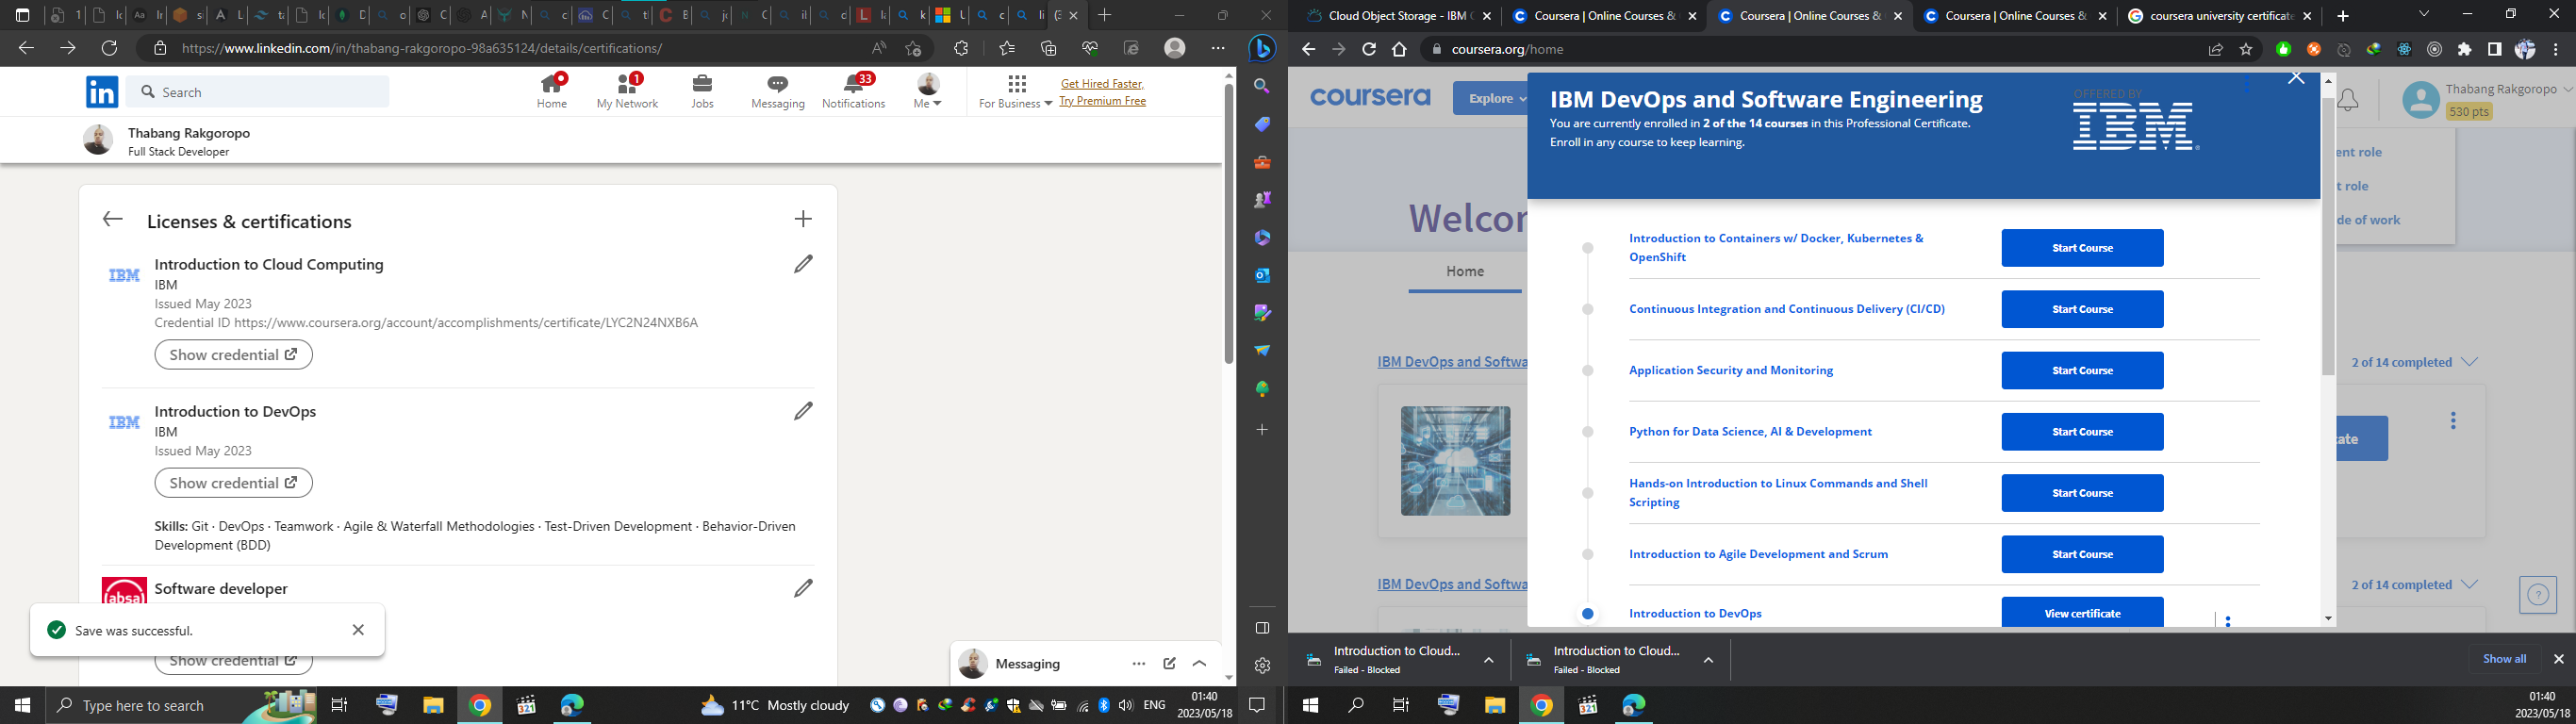 https://www.linkedin.com/in/thabang-rakgoropo-98a635124/details/certifications/
in
Search
Home
1
My Network
Jobs
Messaging
33
Notifications
Me
For Business
Get Hired Faster,
Try Premium Free
Thabang Rakgoropo
Full Stack Developer
Licenses & certifications
IBM
Introduction to Cloud Computing
IBM
Issued May 2023
Credential ID https://www.coursera.org/account/accomplishments/certificate/LYC2N24NXB6A
Show credential
IBM
Introduction to DevOps
IBM
Issued May 2023
Show credential
Skills: Git · DevOps · Teamwork · Agile & Waterfall Methodologies · Test-Driven Development · Behavior-Driven
Development (BDD)
absa
Software developer
Save was successful.
Show credential
Messaging
Type here to search
11°C Mostly cloudy
ENG
01:40
2023/05/18
Cloud Object Storage - IBM
Coursera | Online Courses &
Coursera | Online Courses &
Coursera | Online Courses &
coursera university certificate
coursera.org/home
coursera
Explore
Thabang Rakgoropo
530 pts
IBM DevOps and Software Engineering
You are currently enrolled in 2 of the 14 courses in this Professional Certificate.
Enroll in any course to keep learning.
OFFERED BY
IBM
ent role
t role
de of work
Welcor
Home
Introduction to Containers w/ Docker, Kubernetes &
OpenShift
Start Course
Continuous Integration and Continuous Delivery (CI/CD)
Start Course
Application Security and Monitoring
Start Course
Python for Data Science, AI & Development
Start Course
Hands-on Introduction to Linux Commands and Shell
Scripting
Start Course
Introduction to Agile Development and Scrum
Start Course
Introduction to DevOps
View certificate
IBM DevOps and Softwa
2 of 14 completed
cate
IBM DevOps and Softwa
2 of 14 completed
Introduction to Cloud...
Failed - Blocked
Introduction to Cloud...
Failed - Blocked
Show all
01:40
2023/05/18